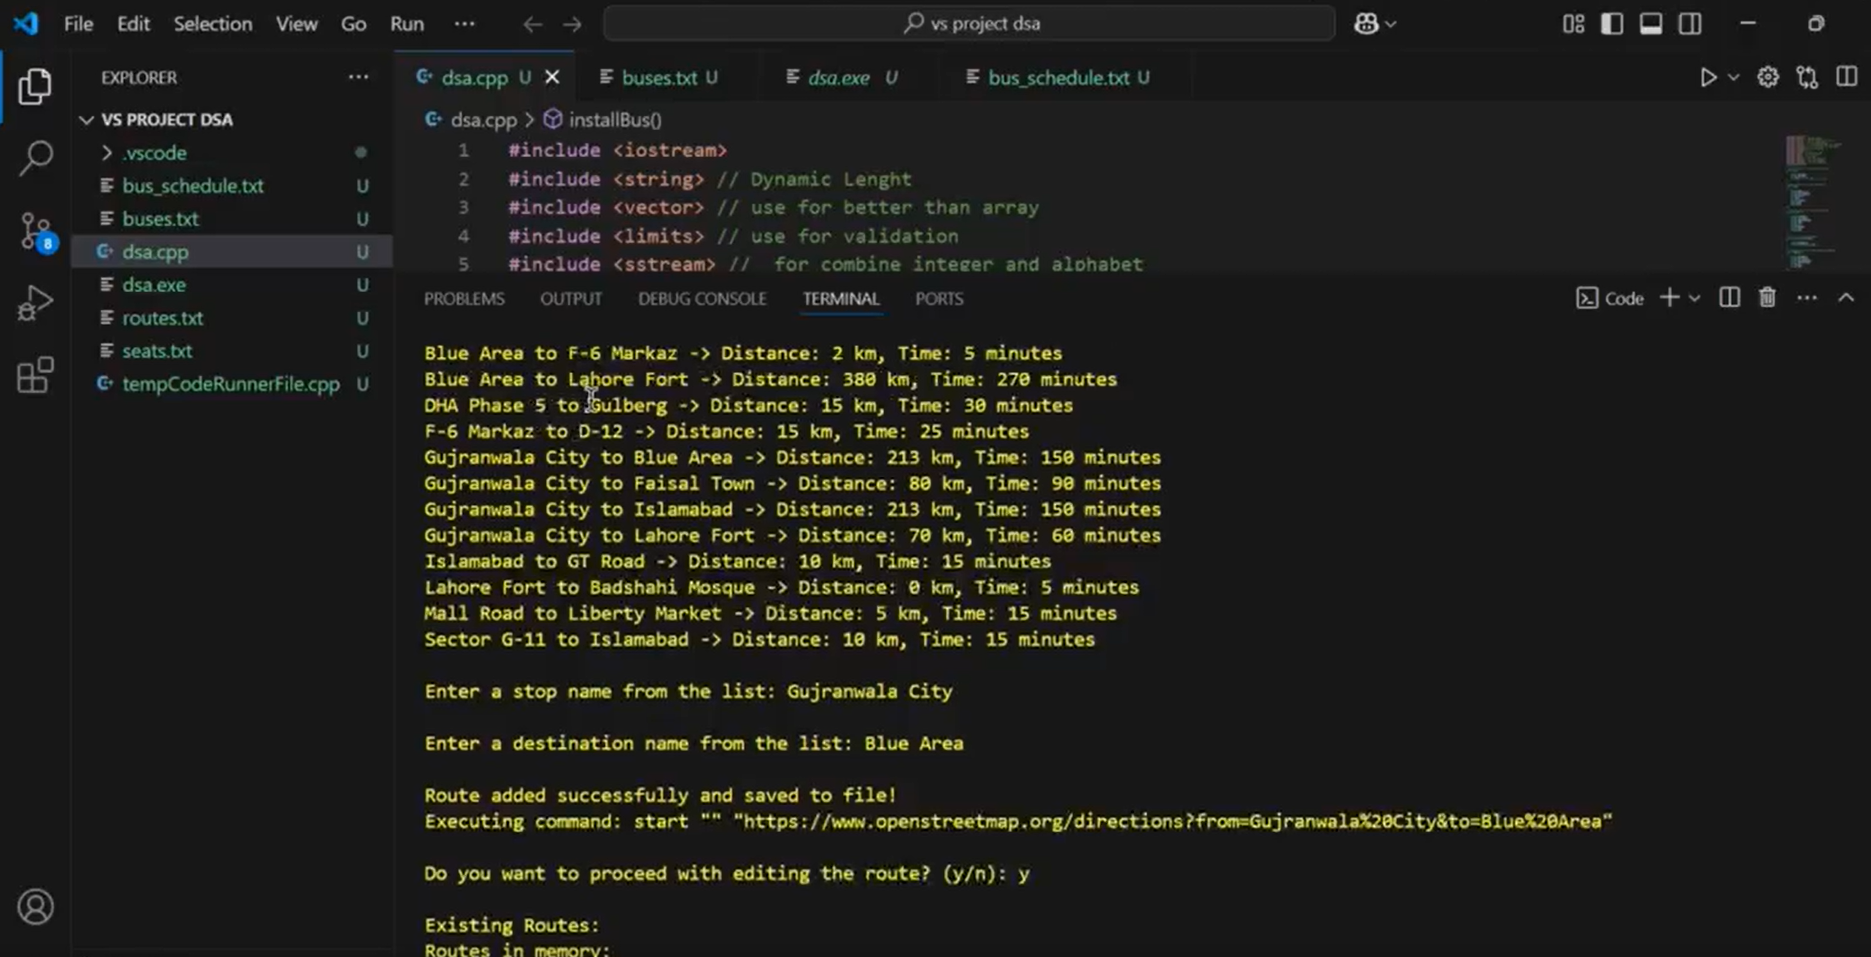 File Edit Selection View Go Run ··· vs project dsa
EXPLORER ···
VS PROJECT DSA
.vscode
bus_schedule.txt U
buses.txt U
dsa.cpp U
dsa.exe U
routes.txt U
seats.txt U
tempCodeRunnerFile.cpp U
8
dsa.cpp U buses.txt U dsa.exe U bus_schedule.txt U
dsa.cpp > installBus()
1 #include <iostream>
2 #include <string> // Dynamic Lenght
3 #include <vector> // use for better than array
4 #include <limits> // use for validation
5 #include <sstream> //  for combine integer and alphabet
PROBLEMS OUTPUT DEBUG CONSOLE TERMINAL PORTS Code
Blue Area to F-6 Markaz -> Distance: 2 km, Time: 5 minutes
Blue Area to Lahore Fort -> Distance: 380 km, Time: 270 minutes
DHA Phase 5 to Gulberg -> Distance: 15 km, Time: 30 minutes
F-6 Markaz to D-12 -> Distance: 15 km, Time: 25 minutes
Gujranwala City to Blue Area -> Distance: 213 km, Time: 150 minutes
Gujranwala City to Faisal Town -> Distance: 80 km, Time: 90 minutes
Gujranwala City to Islamabad -> Distance: 213 km, Time: 150 minutes
Gujranwala City to Lahore Fort -> Distance: 70 km, Time: 60 minutes
Islamabad to GT Road -> Distance: 10 km, Time: 15 minutes
Lahore Fort to Badshahi Mosque -> Distance: 0 km, Time: 5 minutes
Mall Road to Liberty Market -> Distance: 5 km, Time: 15 minutes
Sector G-11 to Islamabad -> Distance: 10 km, Time: 15 minutes
Enter a stop name from the list: Gujranwala City
Enter a destination name from the list: Blue Area
Route added successfully and saved to file!
Executing command: start "" "https://www.openstreetmap.org/directions?from=Gujranwala%20City&to=Blue%20Area"
Do you want to proceed with editing the route? (y/n): y
Existing Routes:
Routes in memory: